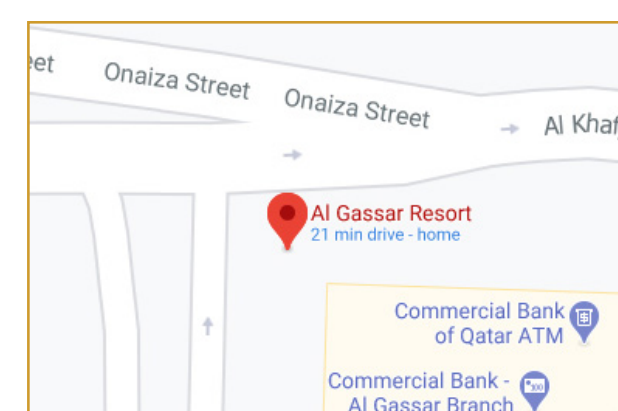 eet
Onaiza Street
Onaiza Street
Al Khaf
Al Gassar Resort
21 min drive - home
Commercial Bank
of Qatar ATM
Commercial Bank -
Al Gassar Branch